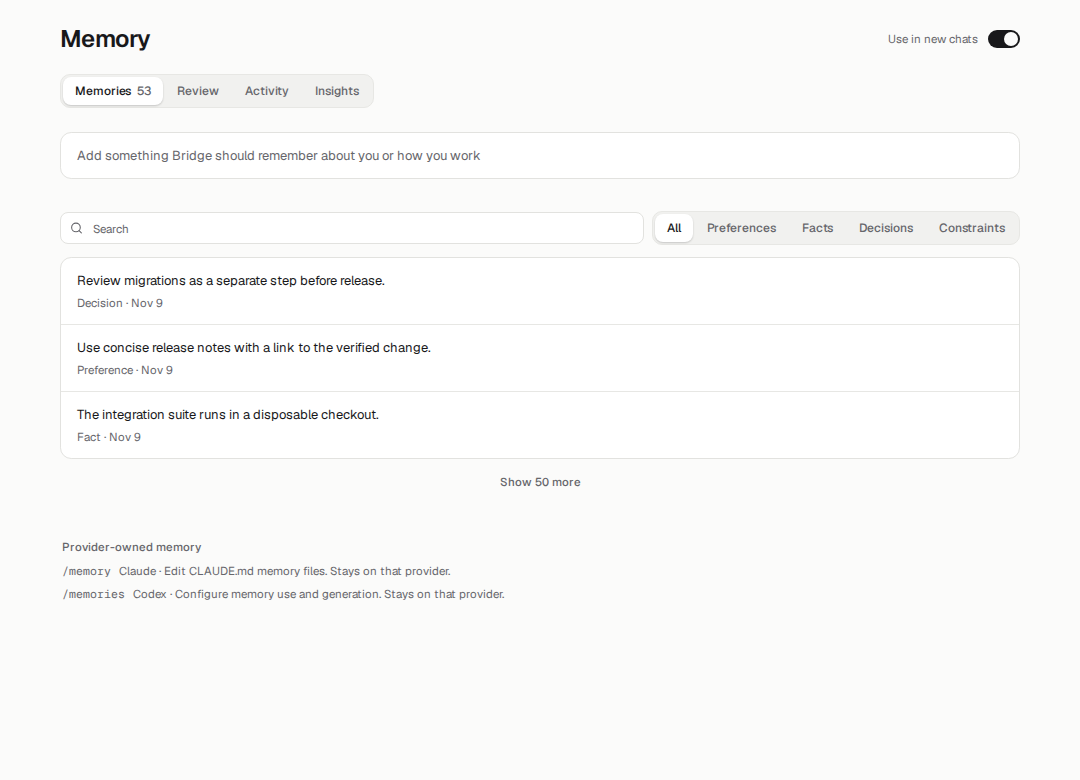 Memory
Use in new chats
Memories 53 Review Activity Insights
Add something Bridge should remember about you or how you work
Search
All Preferences Facts Decisions Constraints
Review migrations as a separate step before release.
Decision · Nov 9
Use concise release notes with a link to the verified change.
Preference · Nov 9
The integration suite runs in a disposable checkout.
Fact · Nov 9
Show 50 more
Provider-owned memory
/memory Claude · Edit CLAUDE.md memory files. Stays on that provider.
/memories Codex · Configure memory use and generation. Stays on that provider.